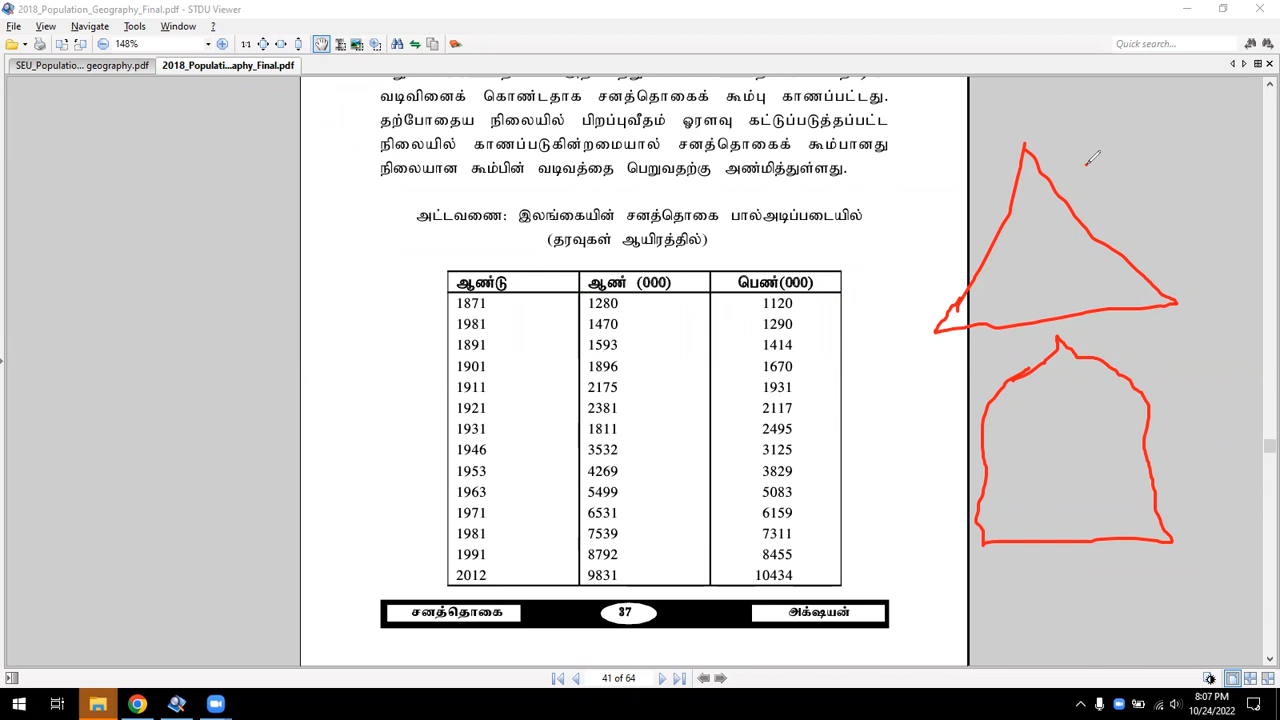 2018_Population_Geography_Final.pdf - STDU Viewer
File View Navigate Tools Window ?
148% 1:1 Quick search...
SEU_Populatio... geography.pdf 2018_Populati...aphy_Final.pdf
வடிவினைக் கொண்டதாக சனத்தொகைக் கூம்பு காணப்பட்டது.
தற்போதைய நிலையில் பிறப்புவீதம் ஓரளவு கட்டுப்படுத்தப்பட்ட
நிலையில் காணப்படுகின்றமையால் சனத்தொகைக் கூம்பானது
நிலையான கூம்பின் வடிவத்தை பெறுவதற்கு அண்மித்துள்ளது.
அட்டவணை: இலங்கையின் சனத்தொகை பால்அடிப்படையில்
(தரவுகள் ஆயிரத்தில்)
ஆண்டு ஆண் (000) பெண்(000)
1871 1280 1120
1981 1470 1290
1891 1593 1414
1901 1896 1670
1911 2175 1931
1921 2381 2117
1931 1811 2495
1946 3532 3125
1953 4269 3829
1963 5499 5083
1971 6531 6159
1981 7539 7311
1991 8792 8455
2012 9831 10434
சனத்தொகை 37 அக்ஷயன்
41 of 64
8:07 PM
10/24/2022